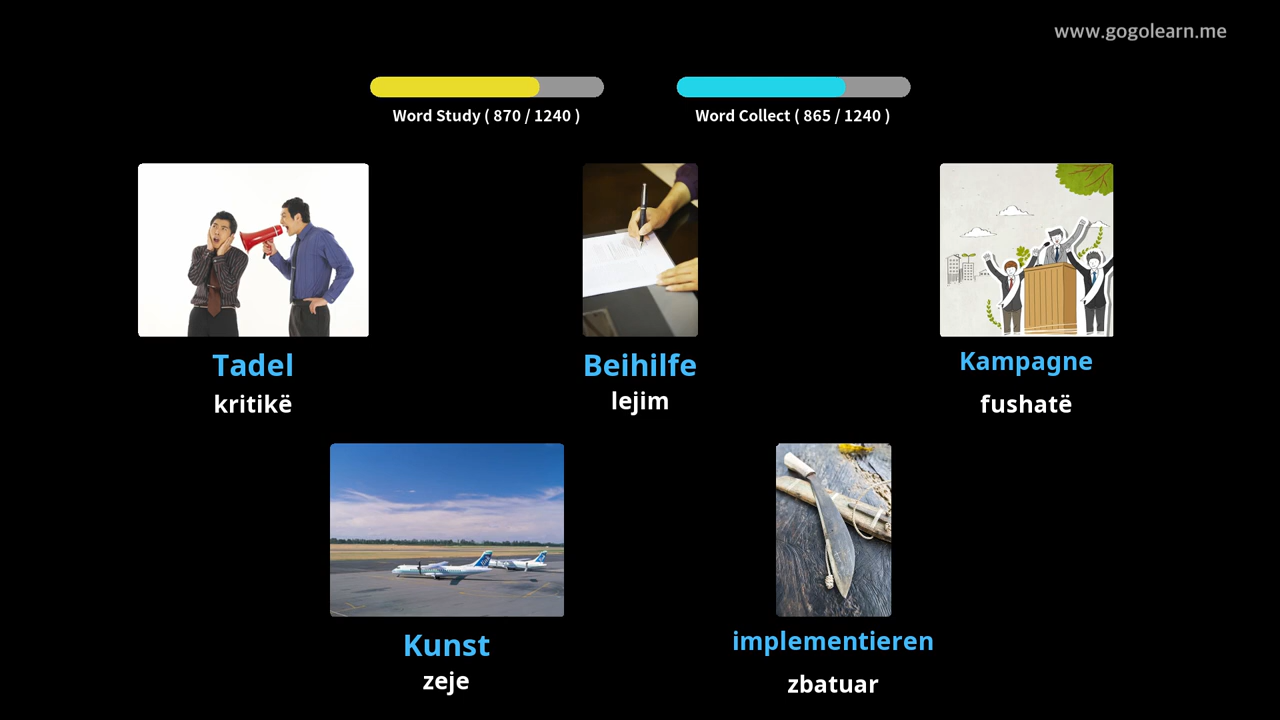 www.gogolearn.me
Word Study ( 870 / 1240 )
Word Collect ( 865 / 1240 )
Tadel
kritikë
Beihilfe
lejim
Kampagne
fushatë
Kunst
zeje
implementieren
zbatuar